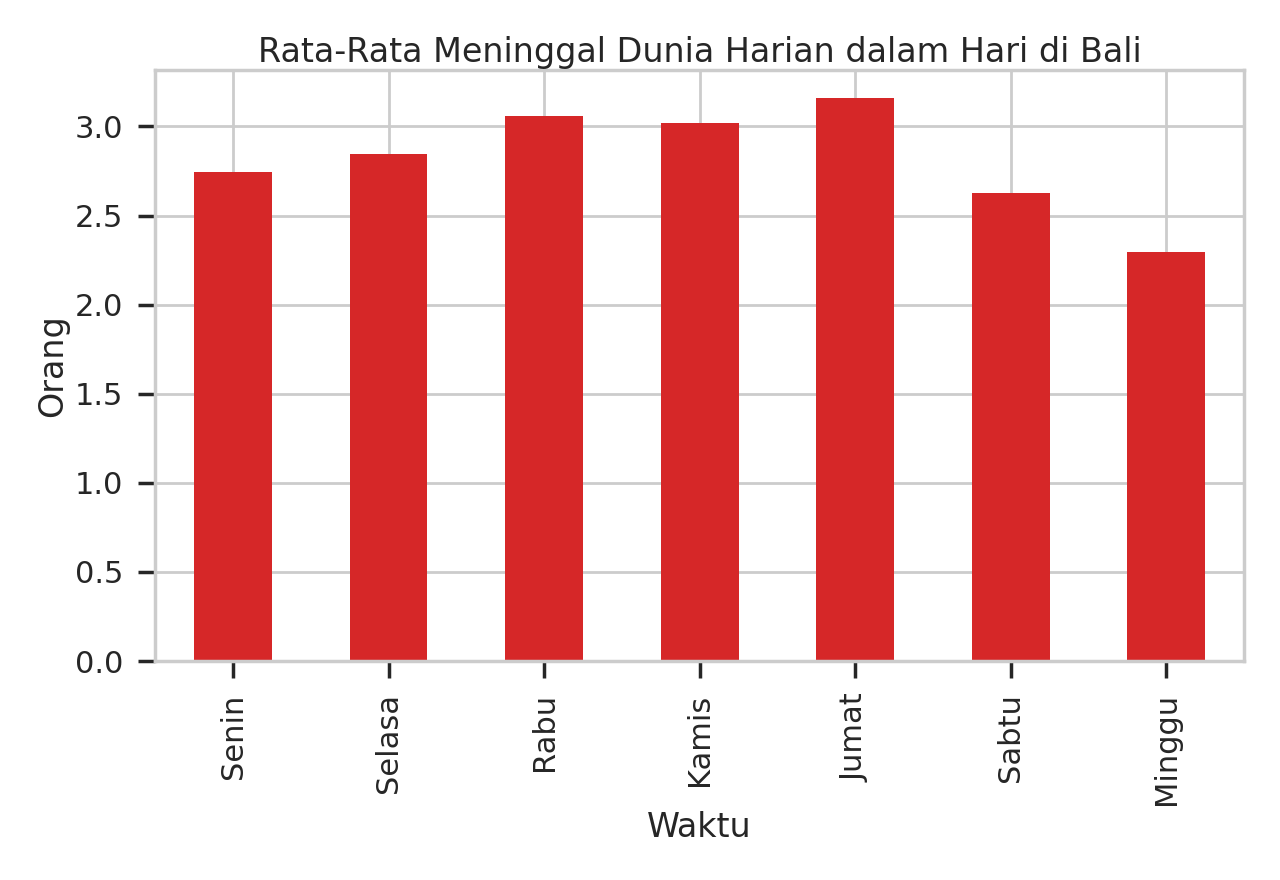 Rata-Rata Meninggal Dunia Harian dalam Hari di Bali
Orang
3.0
2.5
2.0
1.5
1.0
0.5
0.0
Senin
Selasa
Rabu
Kamis
Jumat
Sabtu
Minggu
Waktu